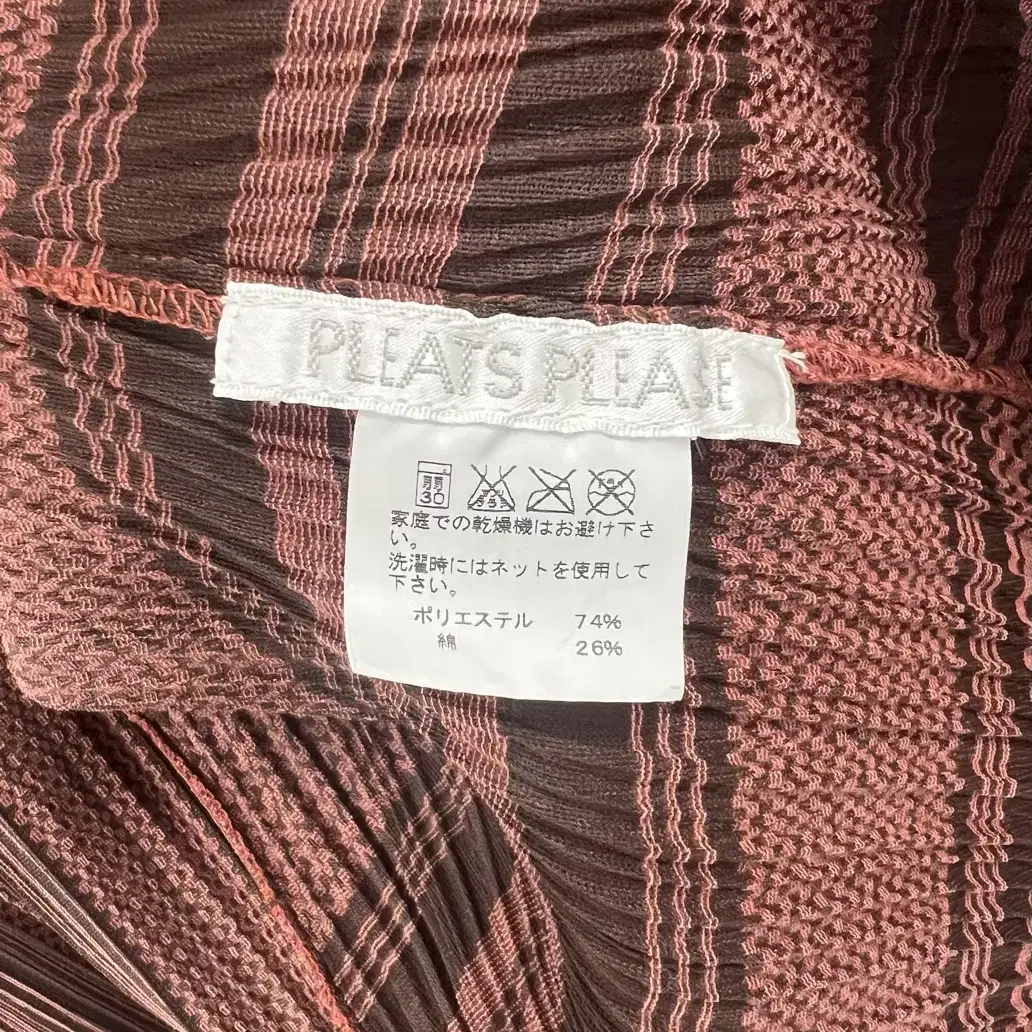 PLEATS PLEASE
弱
30
家庭での乾燥機はお避け下さ
い。
洗濯時にはネットを使用して
下さい。
ポリエステル 74%
綿 26%